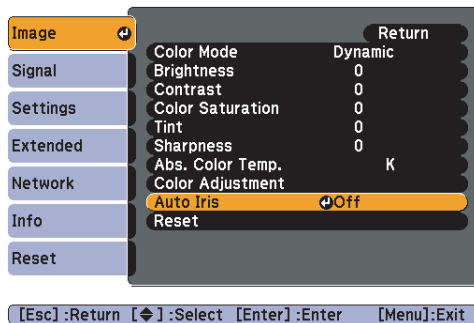 Image
Signal
Settings
Extended
Network
Info
Reset
Return
Color Mode Dynamic
Brightness 0
Contrast 0
Color Saturation 0
Tint 0
Sharpness 0
Abs. Color Temp. K
Color Adjustment
Auto Iris Off
Reset
[Esc] :Return [◆] :Select [Enter] :Enter [Menu]:Exit